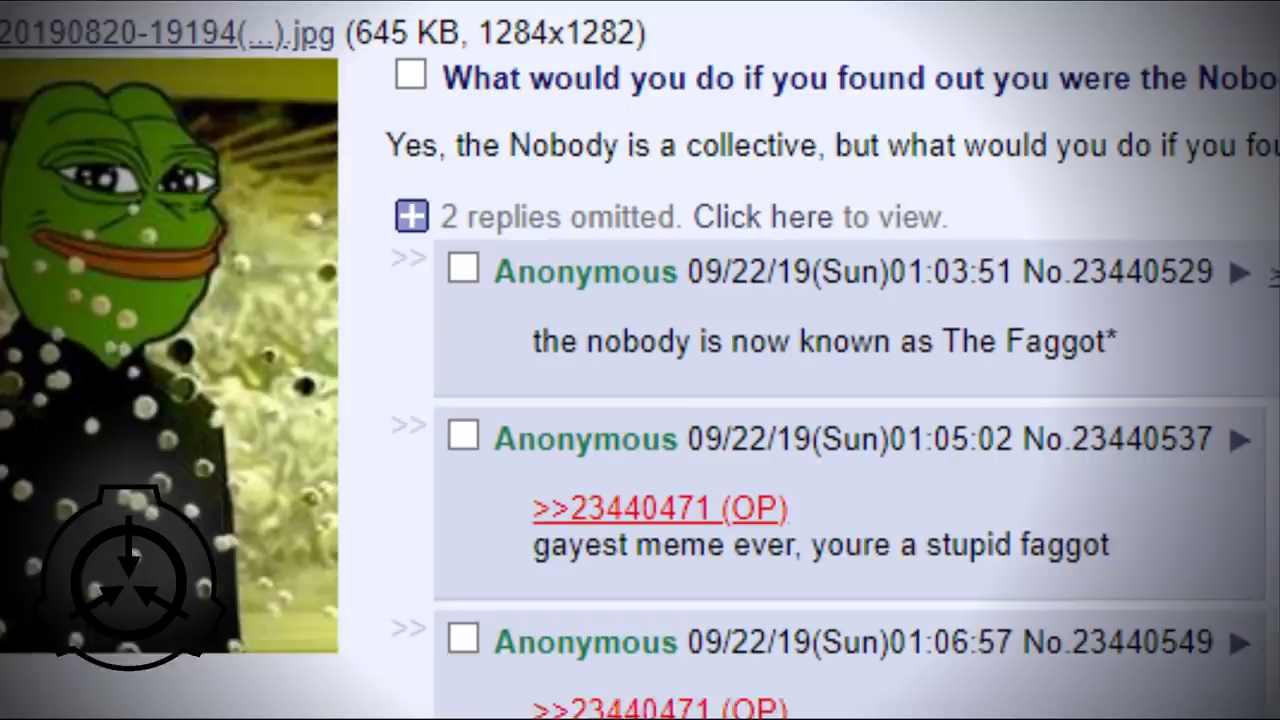 20190820-19194(...).jpg (645 KB, 1284x1282)
What would you do if you found out you were the Nobo
Yes, the Nobody is a collective, but what would you do if you fou
2 replies omitted. Click here to view.
>> Anonymous 09/22/19(Sun)01:03:51 No.23440529 ▶ >
the nobody is now known as The Faggot*
>> Anonymous 09/22/19(Sun)01:05:02 No.23440537 ▶
>>23440471 (OP)
gayest meme ever, youre a stupid faggot
>> Anonymous 09/22/19(Sun)01:06:57 No.23440549 ▶
>>23440471 (OP)